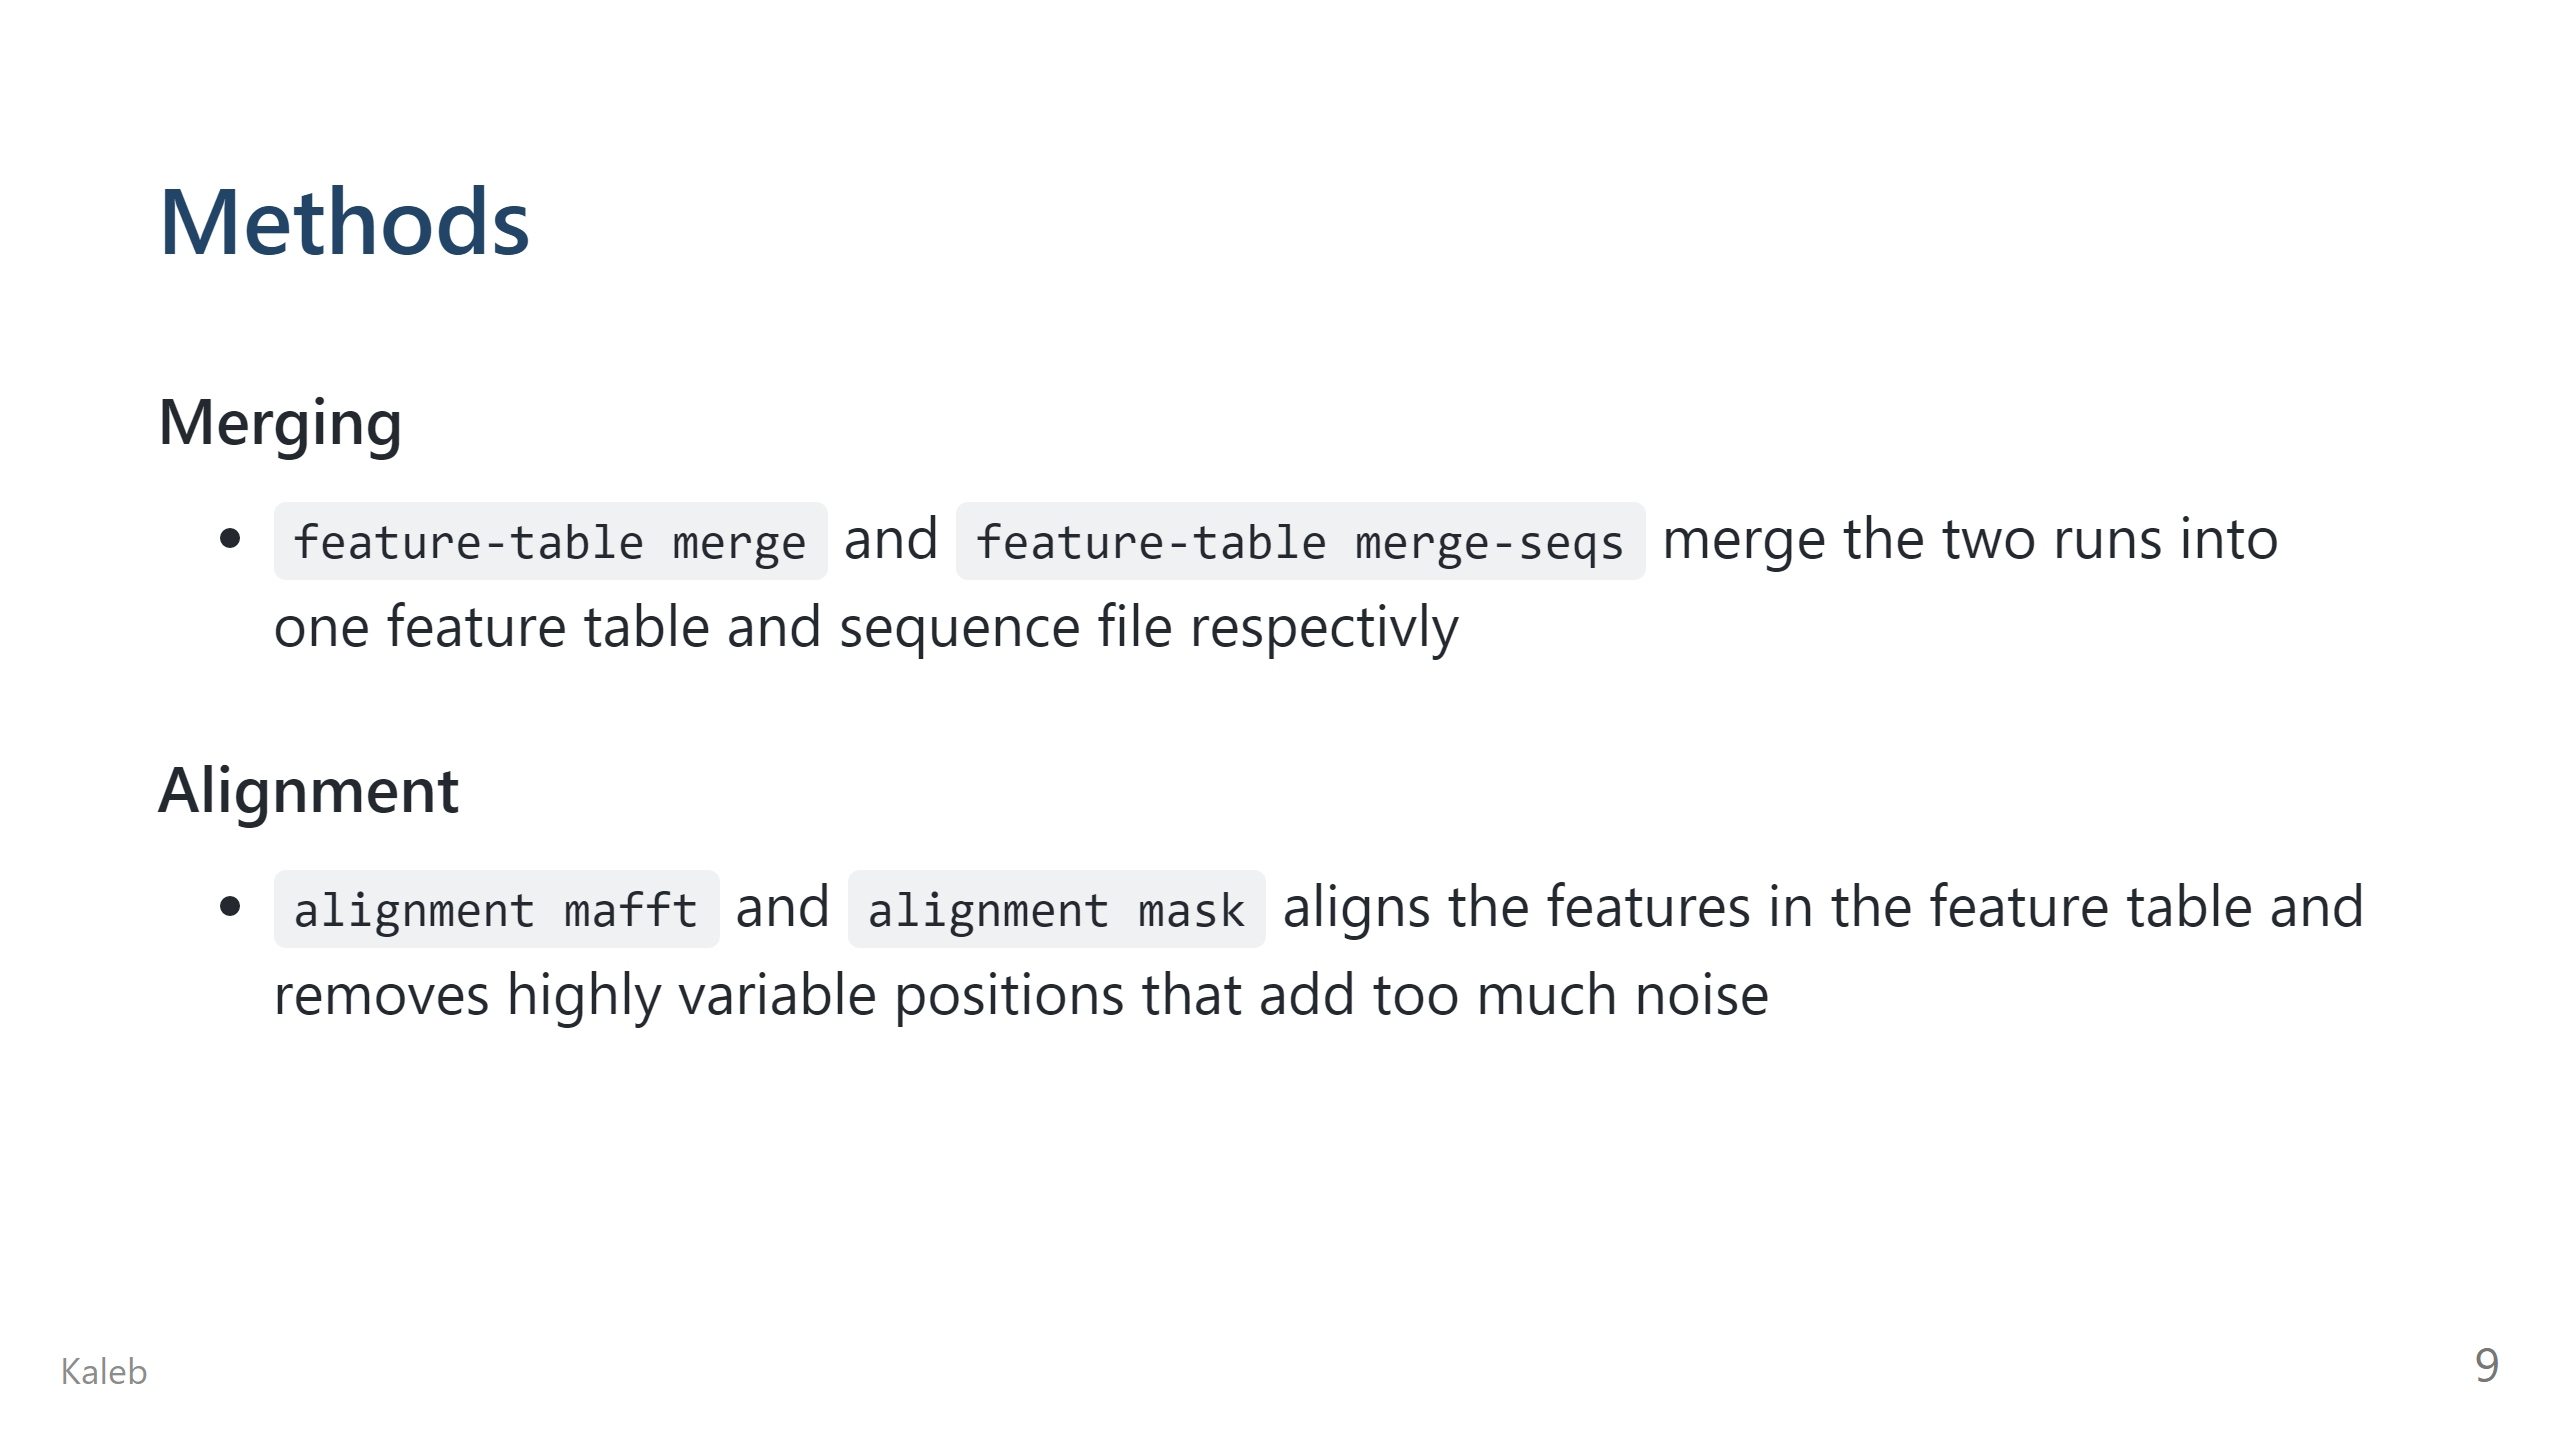 Methods
Merging
• feature-table merge and feature-table merge-seqs merge the two runs into
one feature table and sequence file respectivly
Alignment
• alignment mafft and alignment mask aligns the features in the feature table and
removes highly variable positions that add too much noise
Kaleb
9